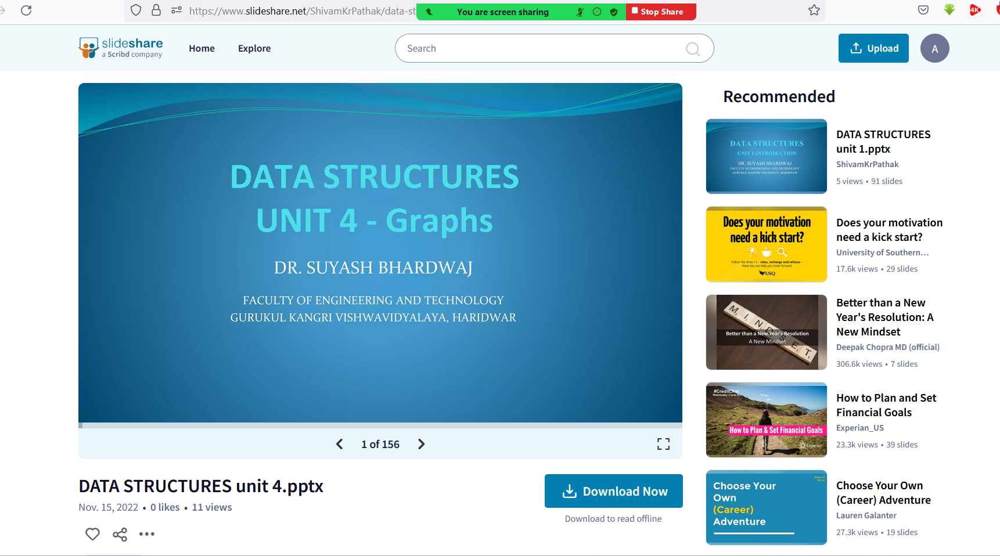 https://www.slideshare.net/ShivamKrPathak/data-st
You are screen sharing
Stop Share
4K
slideshare
a Scribd company
Home
Explore
Search
Upload
A
DATA STRUCTURES
UNIT 4 - Graphs
DR. SUYASH BHARDWAJ
FACULTY OF ENGINEERING AND TECHNOLOGY
GURUKUL KANGRI VISHWAVIDYALAYA, HARIDWAR
1 of 156
DATA STRUCTURES unit 4.pptx
Nov. 15, 2022 • 0 likes • 11 views
Download Now
Download to read offline
Recommended
DATA STRUCTURES
UNIT 1-INTRODUCTION
DR. SUYASH BHARDWAJ
FACULTY OF ENGINEERING AND TECHNOLOGY
GURUKUL KANGRI UNIVERSITY, HARIDWAR
DATA STRUCTURES
unit 1.pptx
ShivamKrPathak
5 views • 91 slides
Does your motivation
need a kick start?
Follow the three r's – relax, recharge and refocus –
these tips can help you move forward.
USQ
Does your motivation
need a kick start?
University of Southern…
17.6k views • 29 slides
MINDSET
Better than a New Year's Resolution
A New Mindset
Better than a New
Year's Resolution: A
New Mindset
Deepak Chopra MD (official)
306.6k views • 7 slides
#CreditChat
Wednesday | 3 p.m. E
How to Plan & Set Financial Goals
Experian
How to Plan and Set
Financial Goals
Experian_US
23.3k views • 39 slides
Choose Your
Own
(Career)
Adventure
Choose Your Own
(Career) Adventure
Lauren Galanter
27.3k views • 19 slides